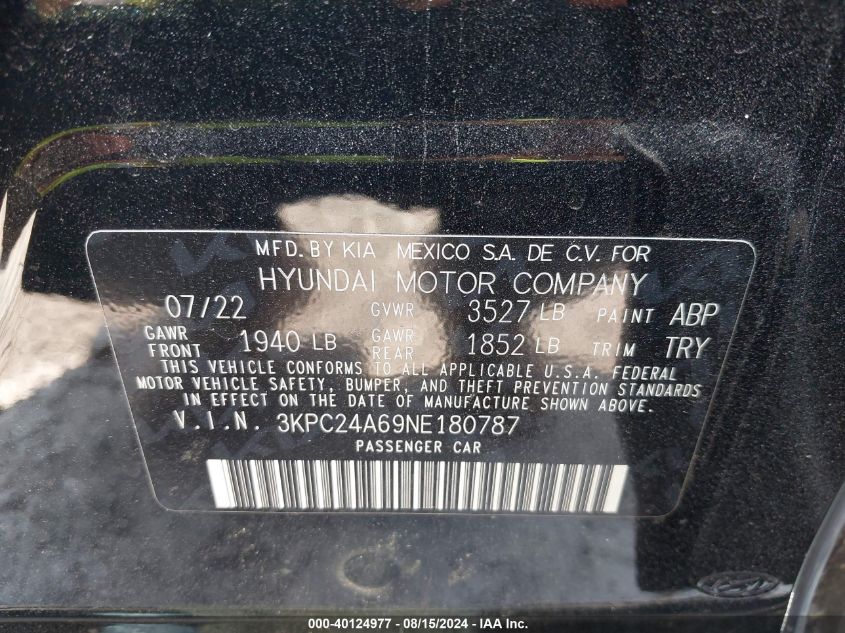 MFD. BY KIA MEXICO S.A. DE C.V. FOR
HYUNDAI MOTOR COMPANY
07/22 GVWR 3527 LB PAINT ABP
GAWR FRONT 1940 LB GAWR REAR 1852 LB TRIM TRY
THIS VEHICLE CONFORMS TO ALL APPLICABLE U.S.A. FEDERAL
MOTOR VEHICLE SAFETY, BUMPER, AND THEFT PREVENTION STANDARDS
IN EFFECT ON THE DATE OF MANUFACTURE SHOWN ABOVE.
V.I.N. 3KPC24A69NE180787
PASSENGER CAR
000-40124977 - 08/15/2024 - IAA Inc.